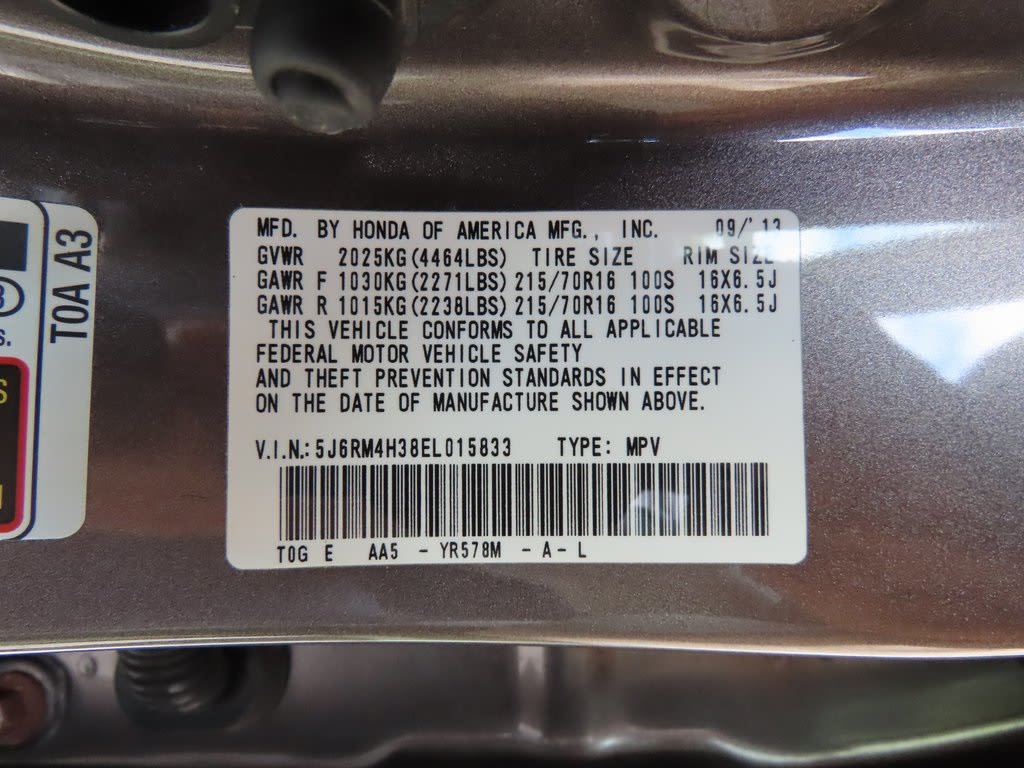 MFD. BY HONDA OF AMERICA MFG., INC. 09/'13
GVWR 2025KG(4464LBS) TIRE SIZE RIM SIZE
GAWR F 1030KG(2271LBS) 215/70R16 100S 16X6.5J
GAWR R 1015KG(2238LBS) 215/70R16 100S 16X6.5J
THIS VEHICLE CONFORMS TO ALL APPLICABLE
FEDERAL MOTOR VEHICLE SAFETY
AND THEFT PREVENTION STANDARDS IN EFFECT
ON THE DATE OF MANUFACTURE SHOWN ABOVE.
V.I.N.:5J6RM4H38EL015833 TYPE: MPV
T0G E AA5 - YR578M - A - L
T0A A3